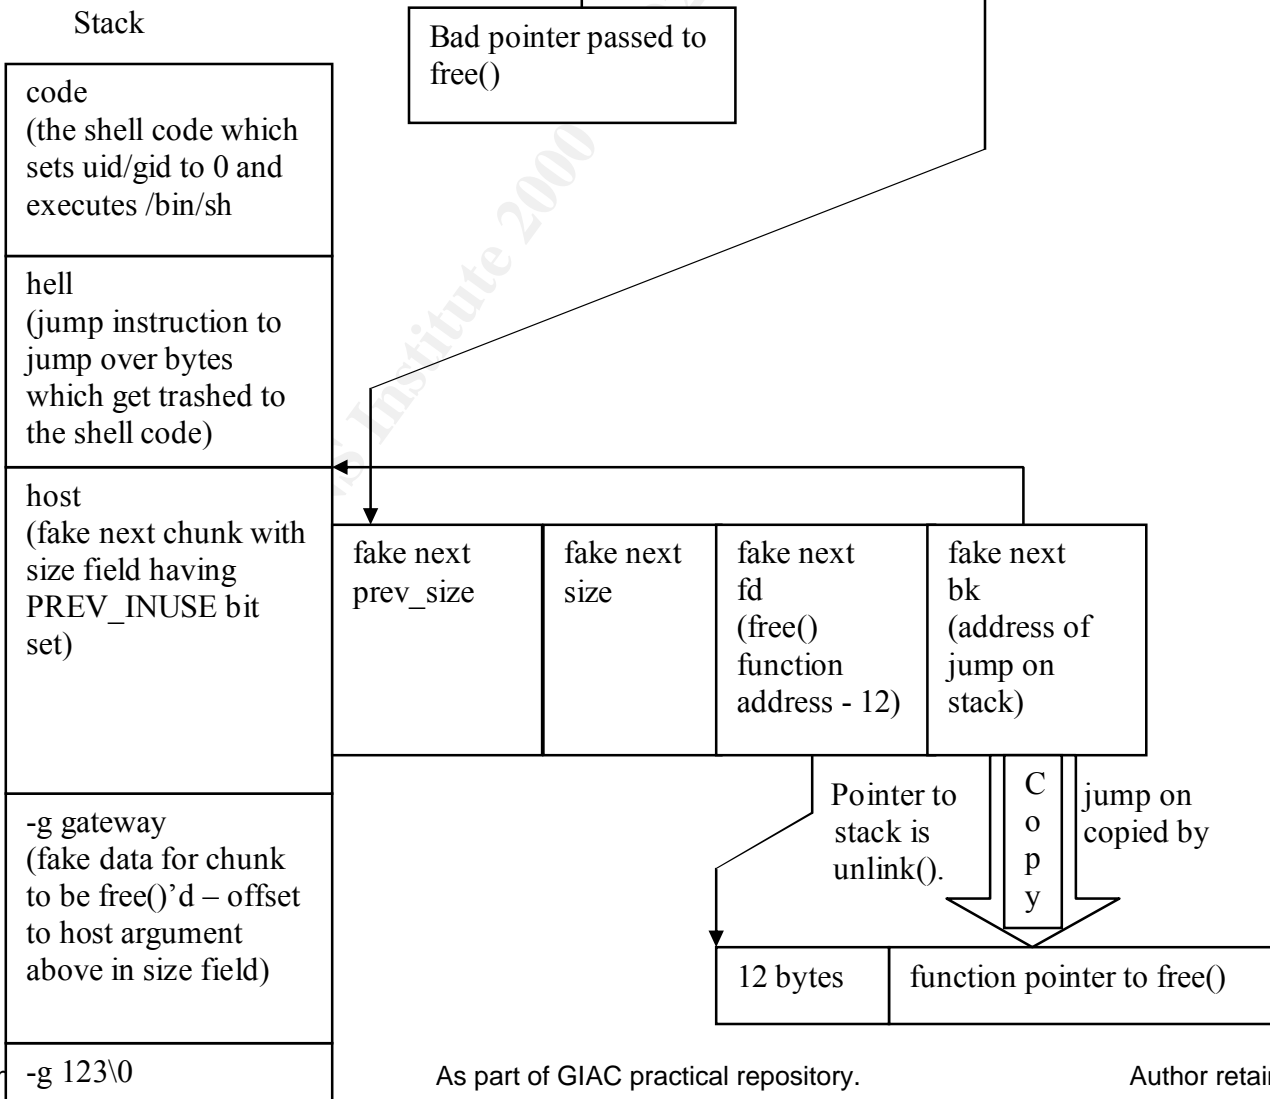 Stack
Bad pointer passed to
free()
code
(the shell code which
sets uid/gid to 0 and
executes /bin/sh
hell
(jump instruction to
jump over bytes
which get trashed to
the shell code)
host
(fake next chunk with
size field having
PREV_INUSE bit
set)
fake next
prev_size
fake next
size
fake next
fd
(free()
function
address - 12)
fake next
bk
(address of
jump on
stack)
-g gateway
(fake data for chunk
to be free()’d – offset
to host argument
above in size field)
Pointer to
stack is
unlink().
C
o
p
y
jump on
copied by
12 bytes
function pointer to free()
-g 123\0
NS Institute 2000
As part of GIAC practical repository.
Author retain